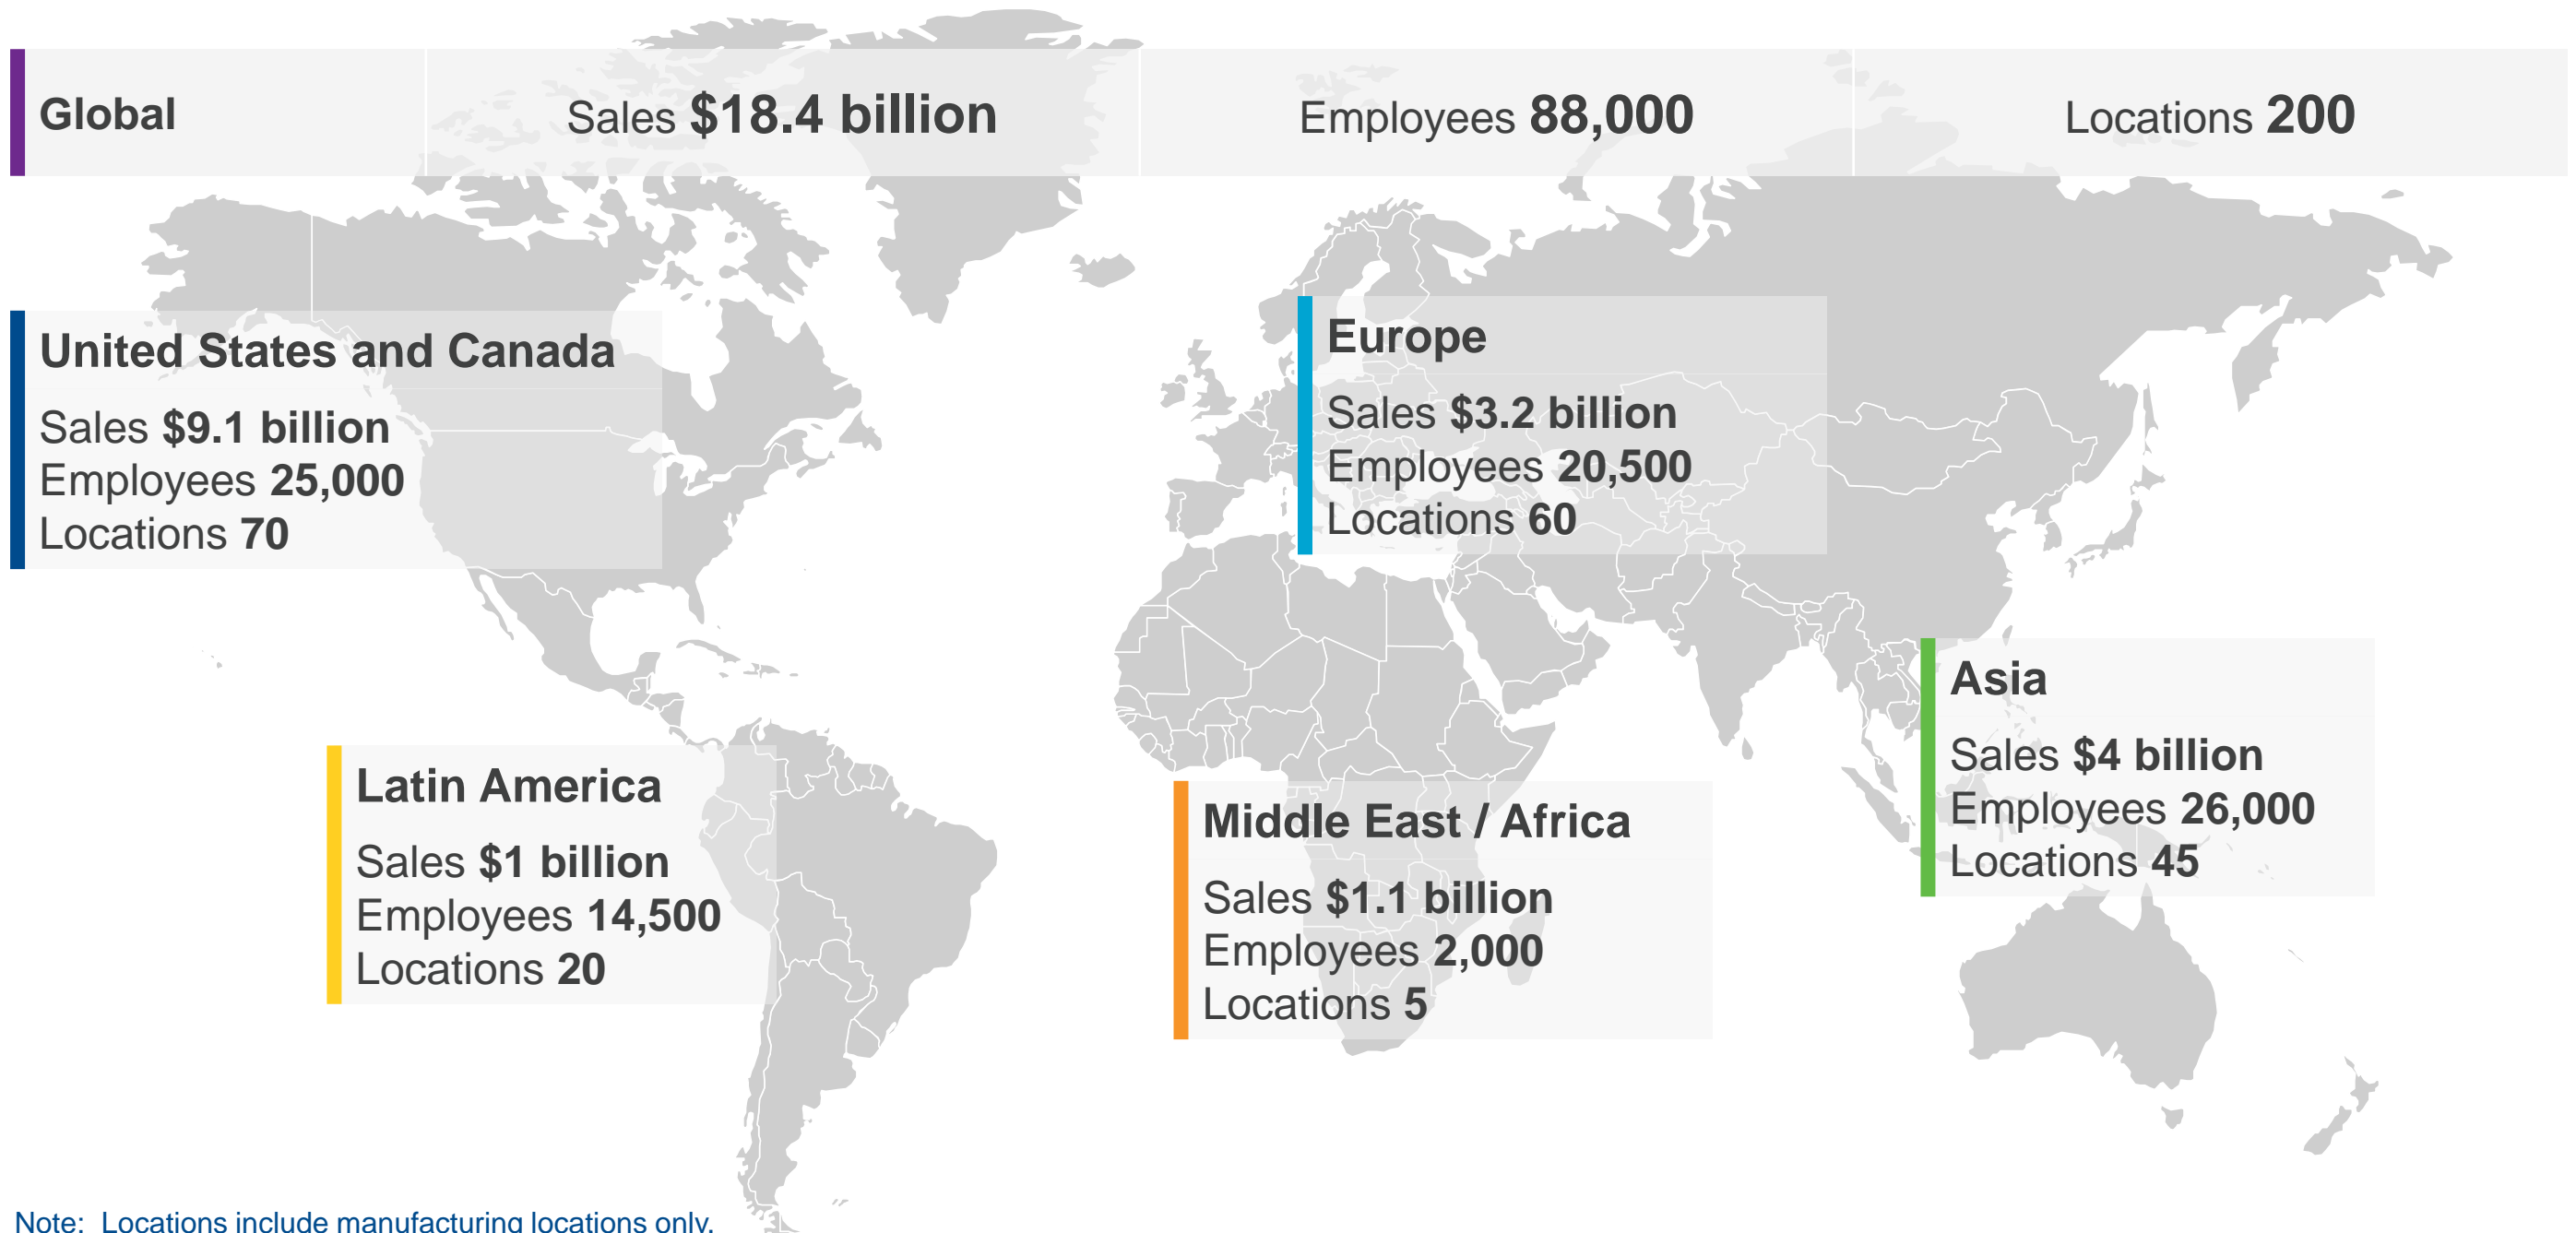 Global
Sales $18.4 billion
Employees 88,000
Locations 200
United States and Canada
Sales $9.1 billion
Employees 25,000
Locations 70
Europe
Sales $3.2 billion
Employees 20,500
Locations 60
Asia
Sales $4 billion
Employees 26,000
Locations 45
Latin America
Sales $1 billion
Employees 14,500
Locations 20
Middle East / Africa
Sales $1.1 billion
Employees 2,000
Locations 5
Note: Locations include manufacturing locations only.